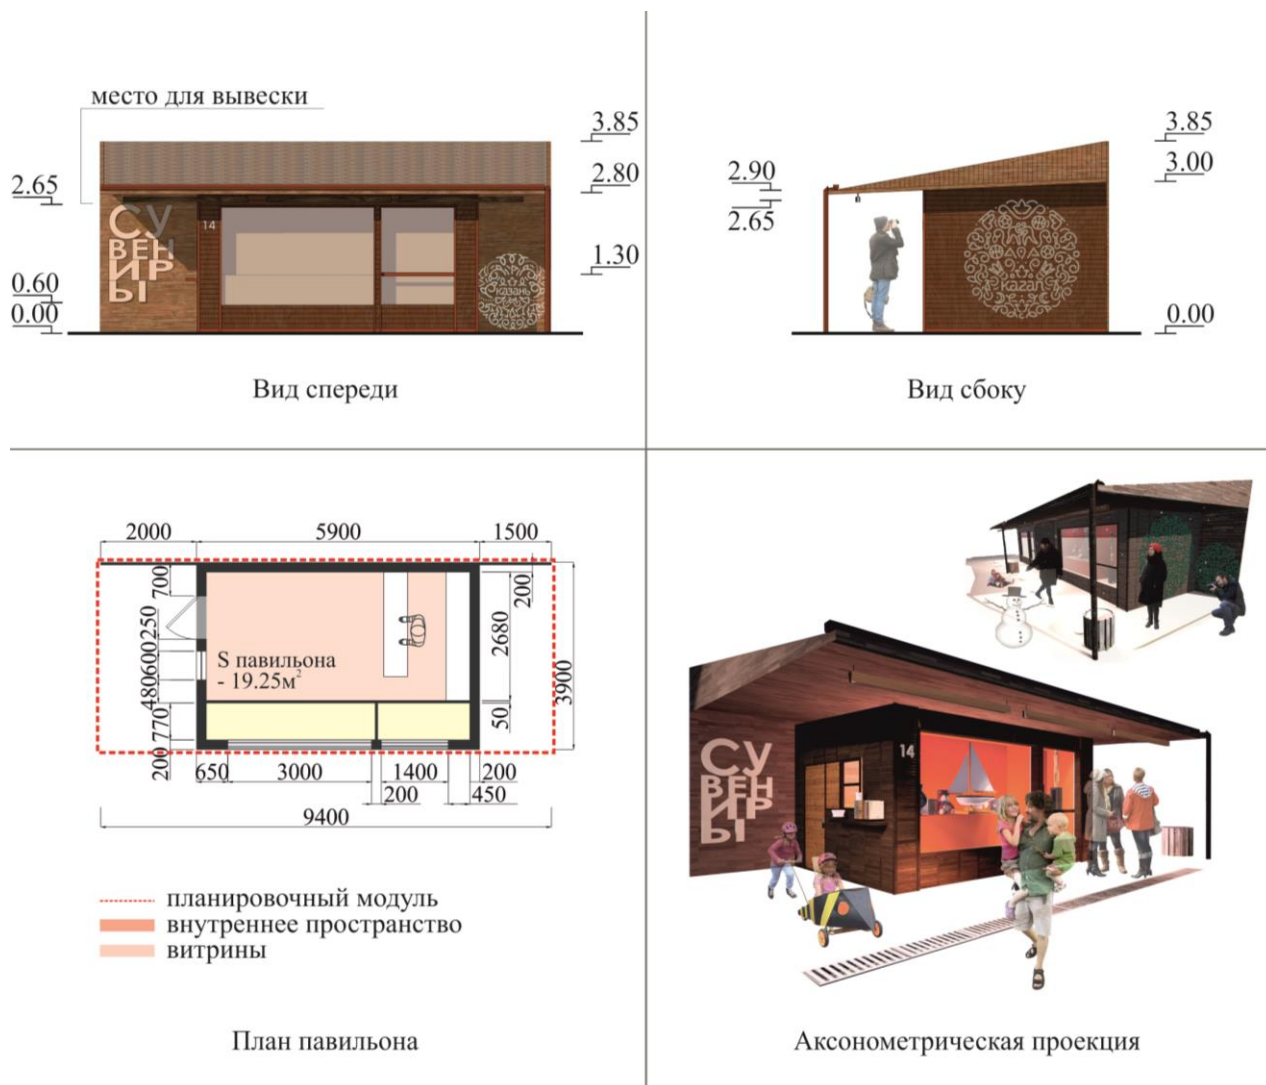 место для вывески
3.85
2.80
2.65
1.30
0.60
0.00
СУ
ВЕН
ИР
Ы
14
казань
Вид спереди
3.85
3.00
2.90
2.65
0.00
kazan
Вид сбоку
2000
5900
1500
700
200
250
2680
600
480
3900
S павильона
- 19.25м²
770
50
200
650
3000
1400
200
200
450
9400
планировочный модуль
внутреннее пространство
витрины
План павильона
СУ
ВЕН
ИР
Ы
14
Аксонометрическая проекция